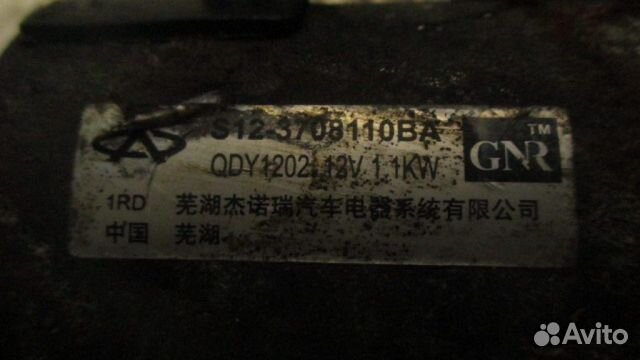 S12-3708110BA
QDY1202 12V 1.1KW
GNR TM
1RD 芜湖杰诺瑞汽车电器系统有限公司
中国 芜湖
Avito